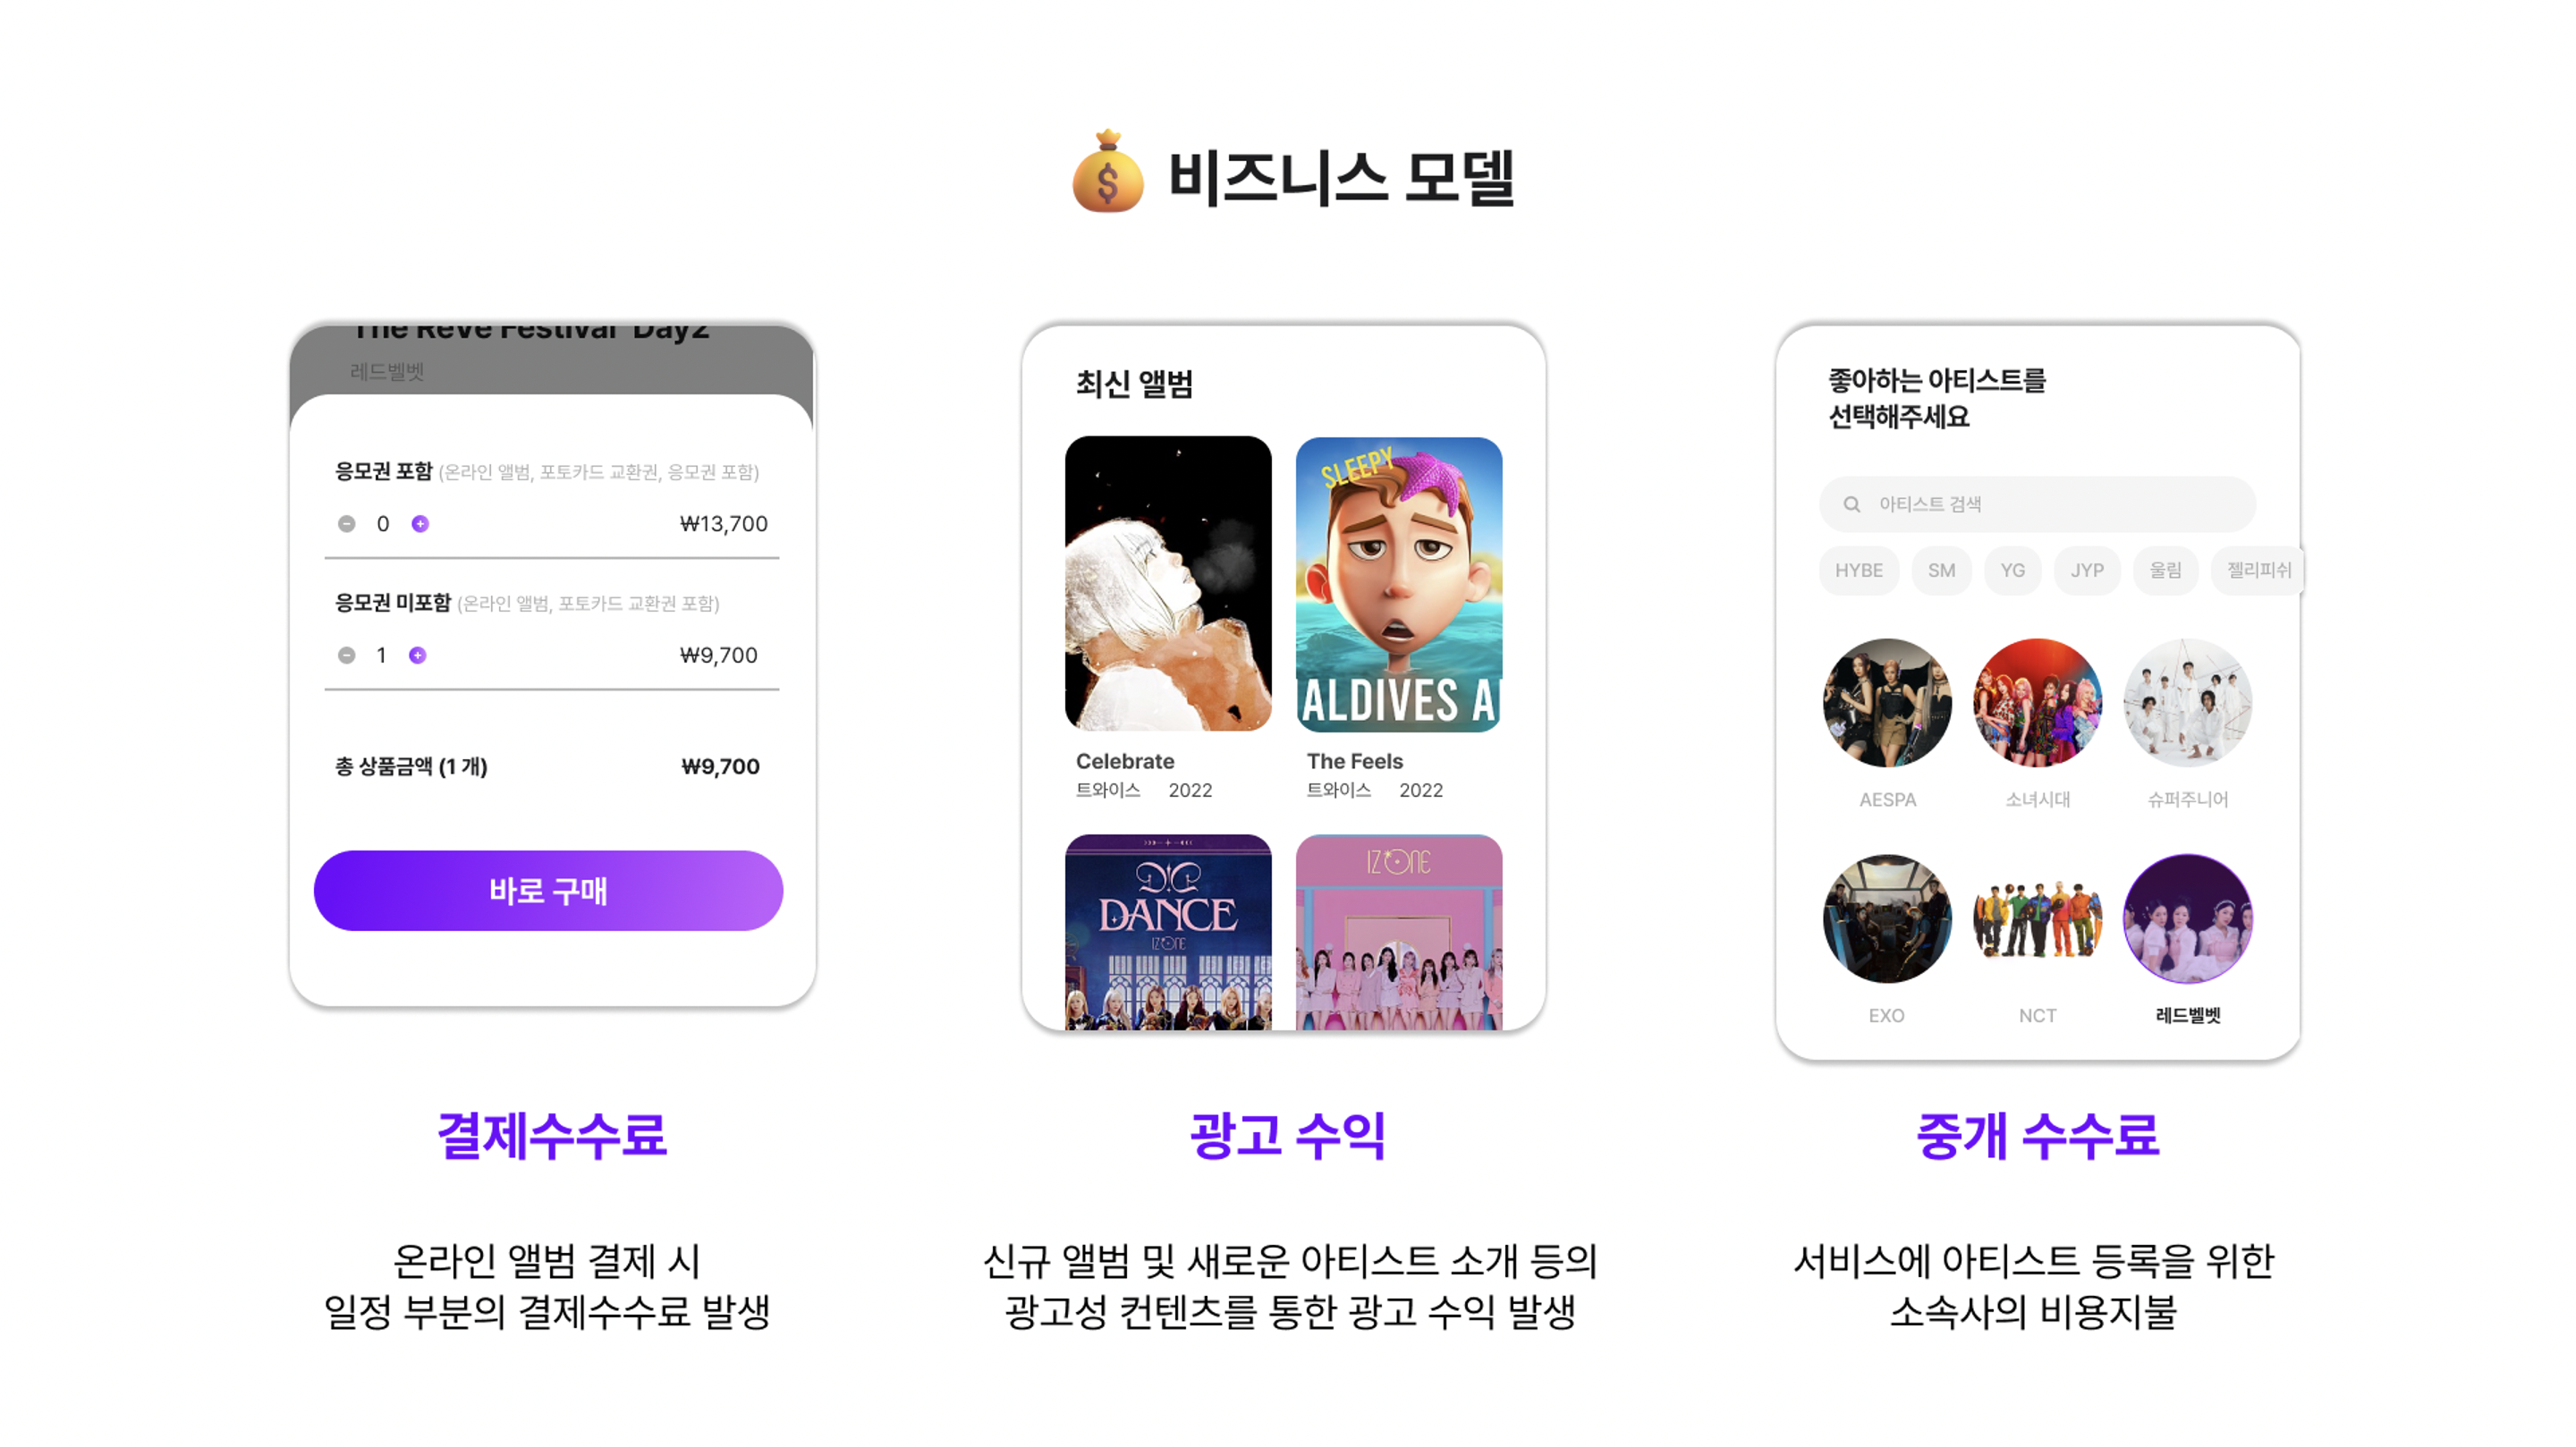 비즈니스 모델
The ReVe Festival' Day2
레드벨벳
응모권 포함 (온라인 앨범, 포토카드 교환권, 응모권 포함)
0 ₩13,700
응모권 미포함 (온라인 앨범, 포토카드 교환권 포함)
1 ₩9,700
총 상품금액 (1 개) ₩9,700
바로 구매
결제수수료
온라인 앨범 결제 시
일정 부분의 결제수수료 발생
최신 앨범
SLEEPY
ALDIVES A
Celebrate
트와이스 2022
The Feels
트와이스 2022
DANCE
IZ*ONE
IZ*ONE
광고 수익
신규 앨범 및 새로운 아티스트 소개 등의
광고성 컨텐츠를 통한 광고 수익 발생
좋아하는 아티스트를
선택해주세요
아티스트 검색
HYBE SM YG JYP 울림 젤리피쉬
AESPA 소녀시대 슈퍼주니어
EXO NCT 레드벨벳
중개 수수료
서비스에 아티스트 등록을 위한
소속사의 비용지불